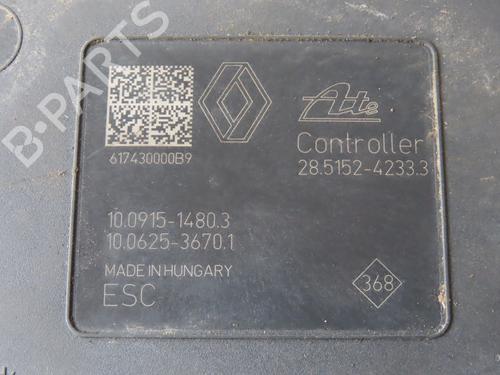 B-PARTS
Ate
Controller
617430000B9
28.5152-4233.3
10.0915-1480.3
10.0625-3670.1
MADE IN HUNGARY
ESC
368